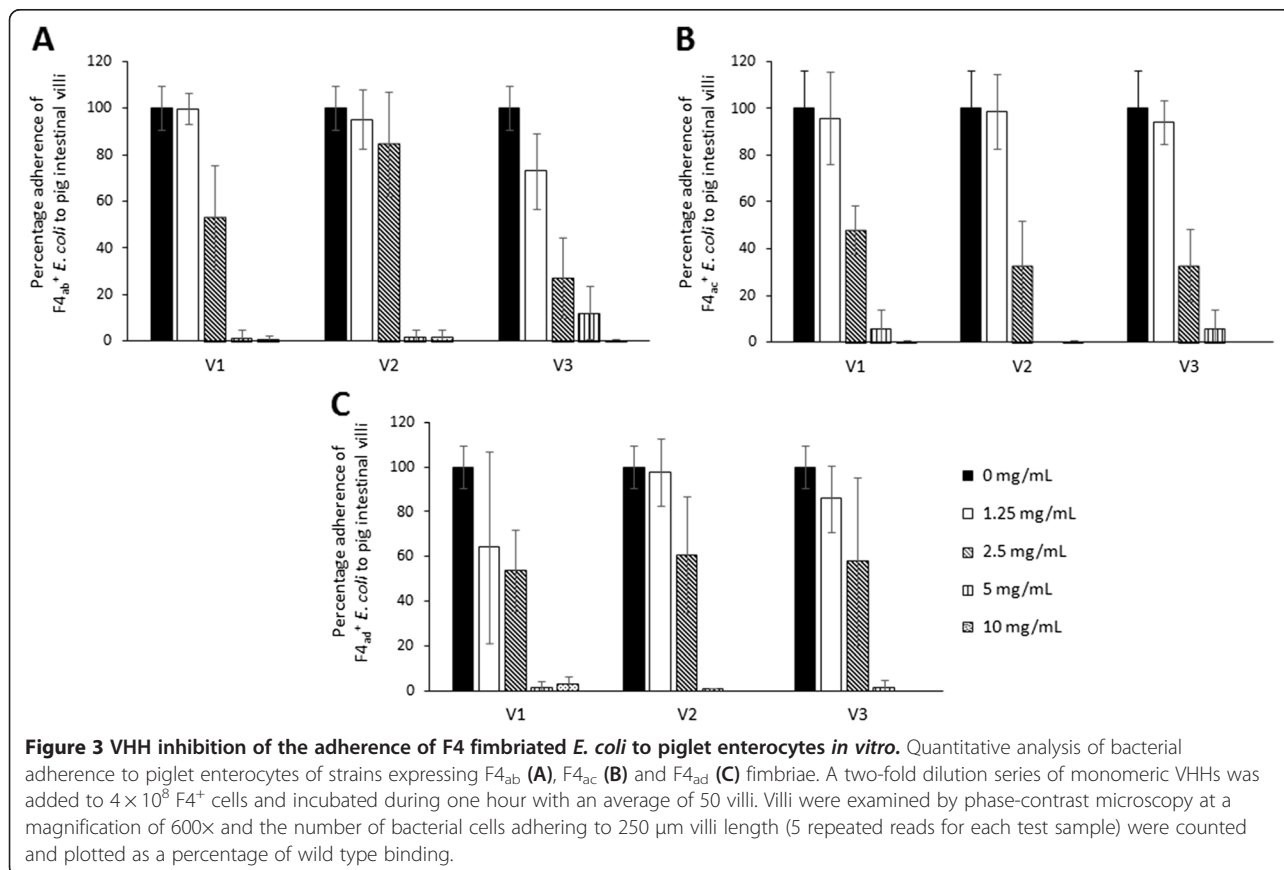 A
Percentage adherence of
F4ab+ E. coli to pig intestinal villi
120
100
80
60
40
20
0
V1
V2
V3
B
Percentage adherence of
F4ac+ E. coli to pig intestinal villi
120
100
80
60
40
20
0
V1
V2
V3
C
Percentage adherence of
F4ad+ E. coli to pig intestinal villi
120
100
80
60
40
20
0
V1
V2
V3
0 mg/mL
1.25 mg/mL
2.5 mg/mL
5 mg/mL
10 mg/mL
Figure 3 VHH inhibition of the adherence of F4 fimbriated E. coli to piglet enterocytes in vitro. Quantitative analysis of bacterial
adherence to piglet enterocytes of strains expressing F4ab (A), F4ac (B) and F4ad (C) fimbriae. A two-fold dilution series of monomeric VHHs was
added to 4 × 10⁸ F4⁺ cells and incubated during one hour with an average of 50 villi. Villi were examined by phase-contrast microscopy at a
magnification of 600× and the number of bacterial cells adhering to 250 μm villi length (5 repeated reads for each test sample) were counted
and plotted as a percentage of wild type binding.